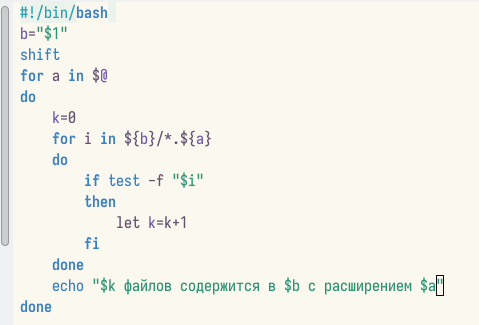 #!/bin/bash
b="$1"
shift
for a in $@
do
    k=0
    for i in ${b}/*.${a}
    do
        if test -f "$i"
        then
            let k=k+1
        fi
    done
    echo "$k файлов содержится в $b с расширением $a"
done